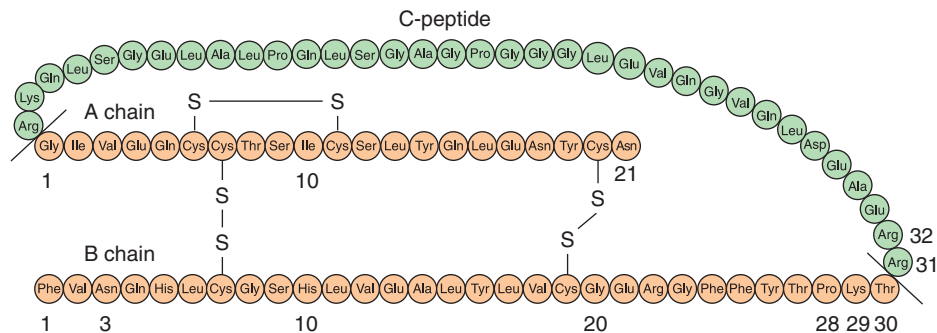 C-peptide
Lys Gln Leu Ser Gly Glu Leu Ala Leu Pro Gln Leu Ser Gly Ala Gly Pro Gly Gly Gly Leu Glu Val Gln Gly Val Gln Leu Asp Glu Ala Glu Arg 32
Arg 31
Arg
A chain
S S
Gly Ile Val Glu Gln Cys Cys Thr Ser Ile Cys Ser Leu Tyr Gln Leu Glu Asn Tyr Cys Asn
1 10 21
S S
S S
B chain
Phe Val Asn Gln His Leu Cys Gly Ser His Leu Val Glu Ala Leu Tyr Leu Val Cys Gly Glu Arg Gly Phe Phe Tyr Thr Pro Lys Thr
1 3 10 20 28 29 30